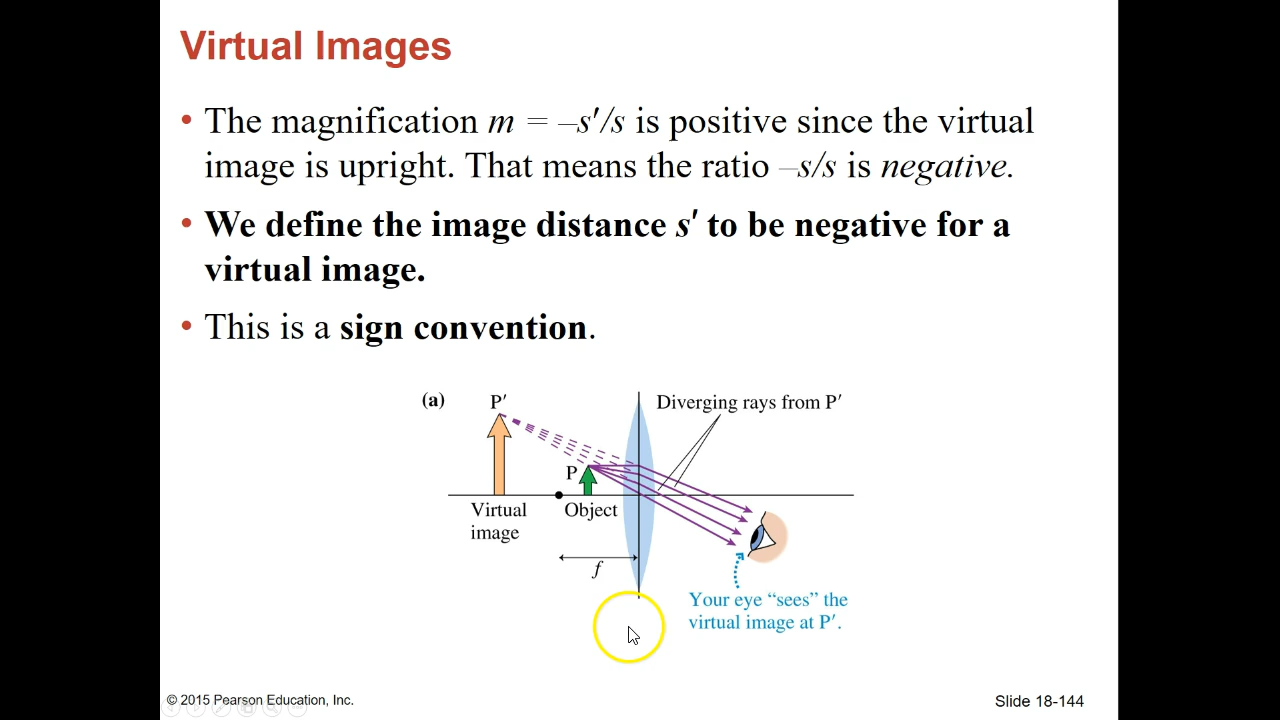 Virtual Images
• The magnification m = –s′/s is positive since the virtual
image is upright. That means the ratio –s/s is negative.
• We define the image distance s′ to be negative for a
virtual image.
• This is a sign convention.
(a)
P′
Diverging rays from P′
P
Virtual
image
Object
f
Your eye “sees” the
virtual image at P′.
© 2015 Pearson Education, Inc.
Slide 18-144